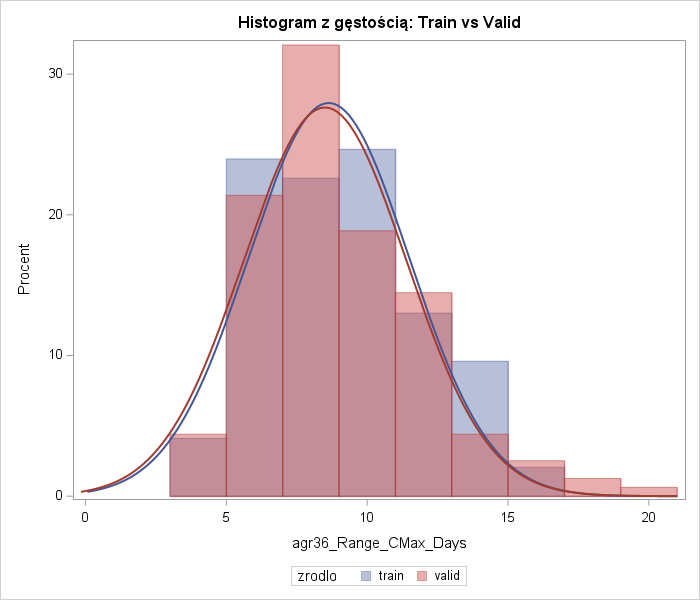 Histogram z gęstością: Train vs Valid
30
20
10
0
Procent
0 5 10 15 20
agr36_Range_CMax_Days
zrodlo train valid